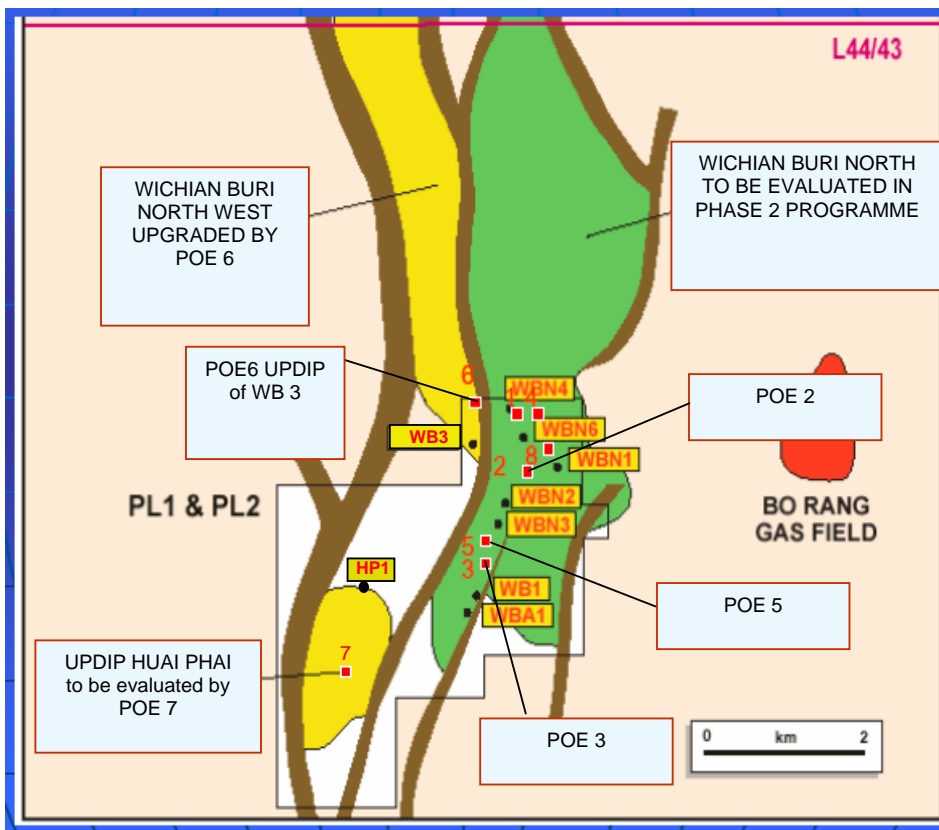 L44/43
WICHIAN BURI
NORTH WEST
UPGRADED BY
POE 6
WICHIAN BURI NORTH
TO BE EVALUATED IN
PHASE 2 PROGRAMME
POE6 UPDIP
of WB 3
6
WBN4
1
4
POE 2
WB3
WBN6
2
8
WBN1
PL1 & PL2
WBN2
BO RANG
GAS FIELD
WBN3
5
3
HP1
WB1
POE 5
WBA1
UPDIP HUAI PHAI
to be evaluated by
POE 7
7
POE 3
0 km 2